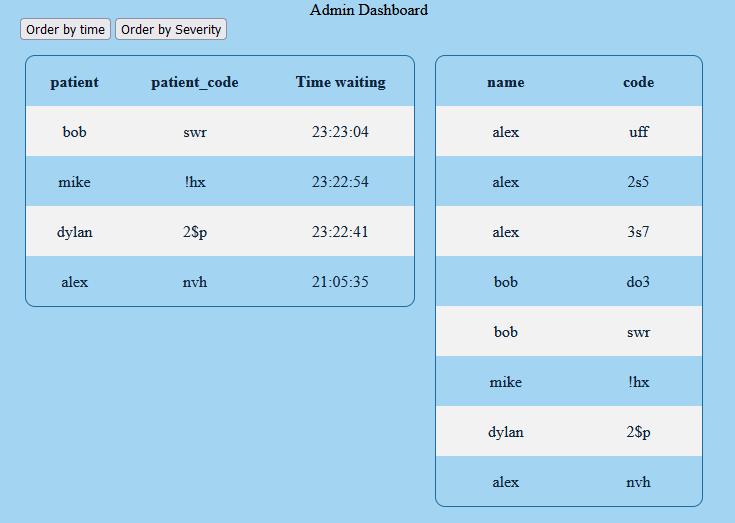 Admin Dashboard
Order by time Order by Severity
patient patient_code Time waiting
bob swr 23:23:04
mike !hx 23:22:54
dylan 2$p 23:22:41
alex nvh 21:05:35
name code
alex uff
alex 2s5
alex 3s7
bob do3
bob swr
mike !hx
dylan 2$p
alex nvh